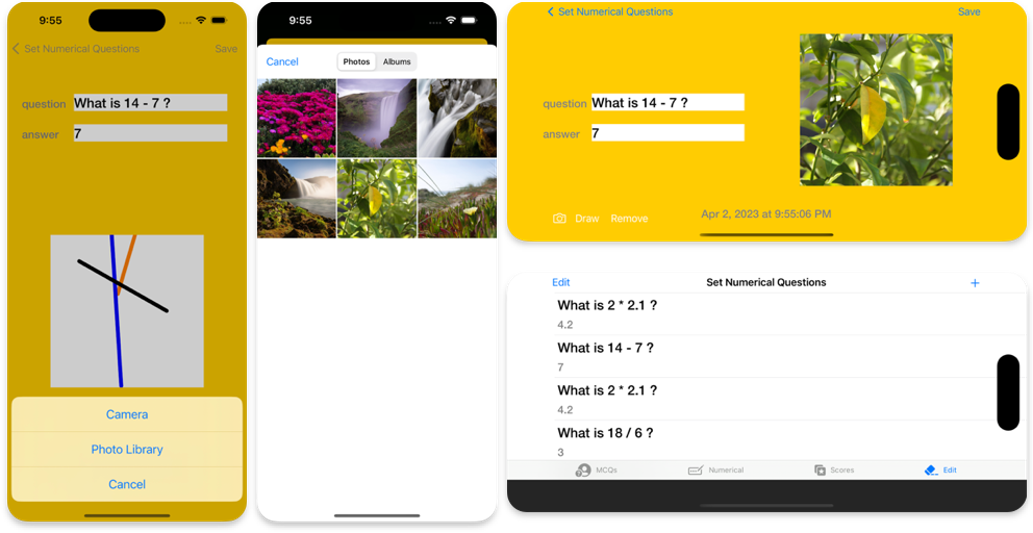 9:55
Set Numerical Questions Save
question What is 14 - 7 ?
answer 7
Camera
Photo Library
Cancel
9:55
Cancel Photos Albums
Set Numerical Questions Save
question What is 14 - 7 ?
answer 7
Draw Remove Apr 2, 2023 at 9:55:06 PM
Edit Set Numerical Questions +
What is 2 * 2.1 ?
4.2
What is 14 - 7 ?
7
What is 2 * 2.1 ?
4.2
What is 18 / 6 ?
3
MCQs Numerical Scores Edit